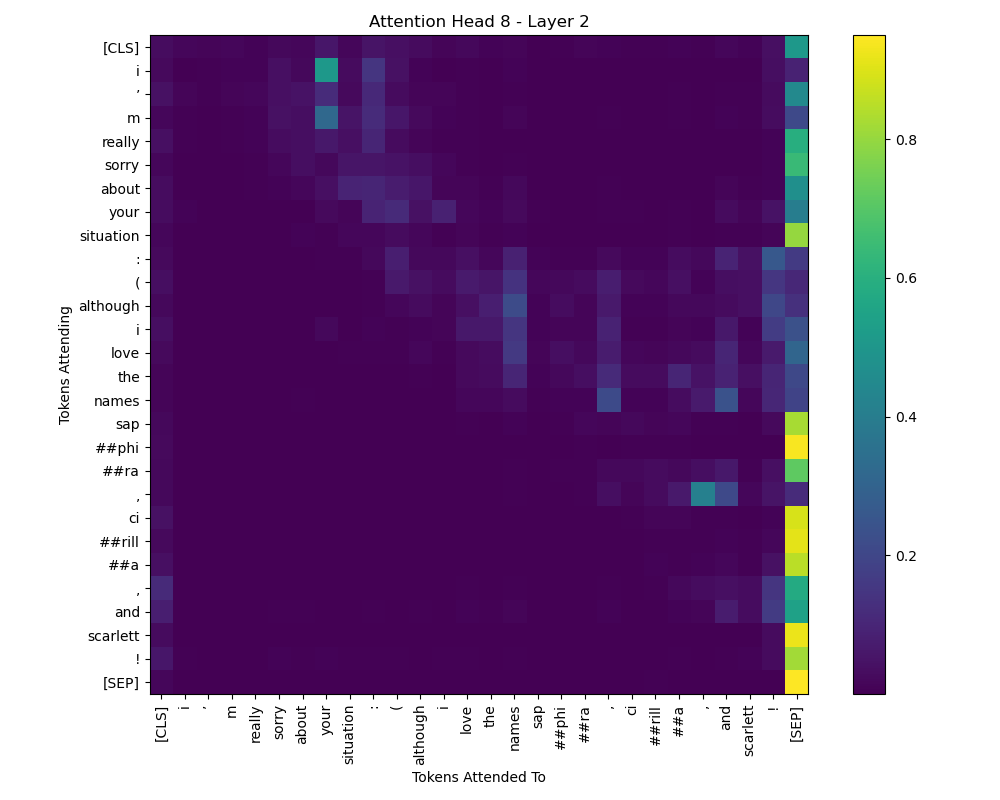 Attention Head 8 - Layer 2
Tokens Attending
[CLS]
i
’
m
really
sorry
about
your
situation
:
(
although
i
love
the
names
sap
##phi
##ra
,
ci
##rill
##a
,
and
scarlett
!
[SEP]
[CLS]
i
’
m
really
sorry
about
your
situation
:
(
although
i
love
the
names
sap
##phi
##ra
,
ci
##rill
##a
,
and
scarlett
!
[SEP]
Tokens Attended To
0.8
0.6
0.4
0.2